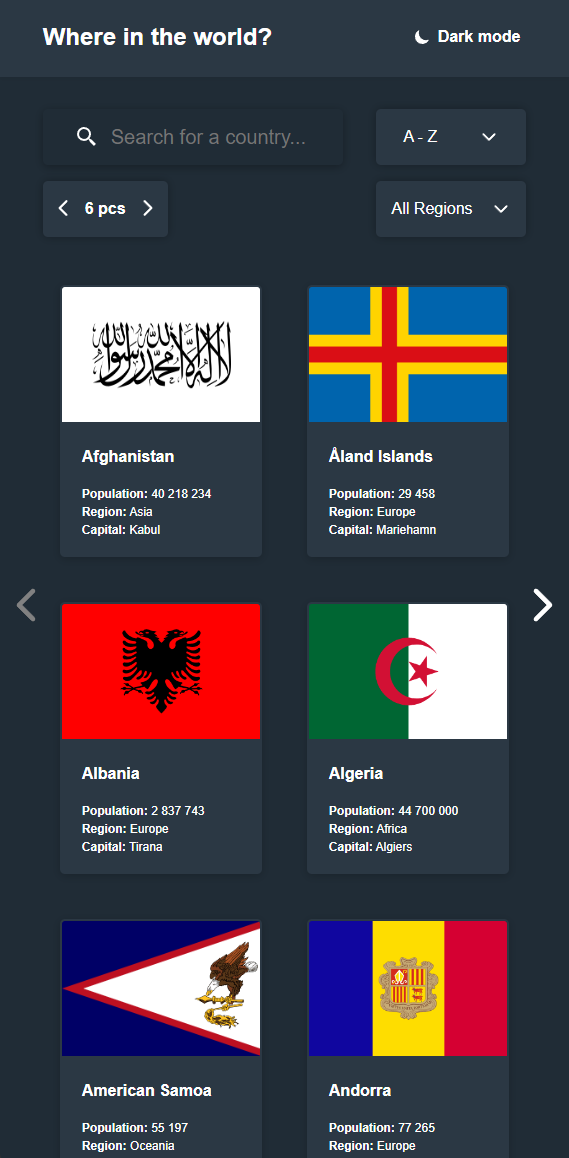 Where in the world?
Dark mode
Search for a country...
A - Z
6 pcs
All Regions
لا إله إلا الله محمد رسول الله
Afghanistan
Population: 40 218 234
Region: Asia
Capital: Kabul
Åland Islands
Population: 29 458
Region: Europe
Capital: Mariehamn
Albania
Population: 2 837 743
Region: Europe
Capital: Tirana
Algeria
Population: 44 700 000
Region: Africa
Capital: Algiers
American Samoa
Population: 55 197
Region: Oceania
Andorra
Population: 77 265
Region: Europe